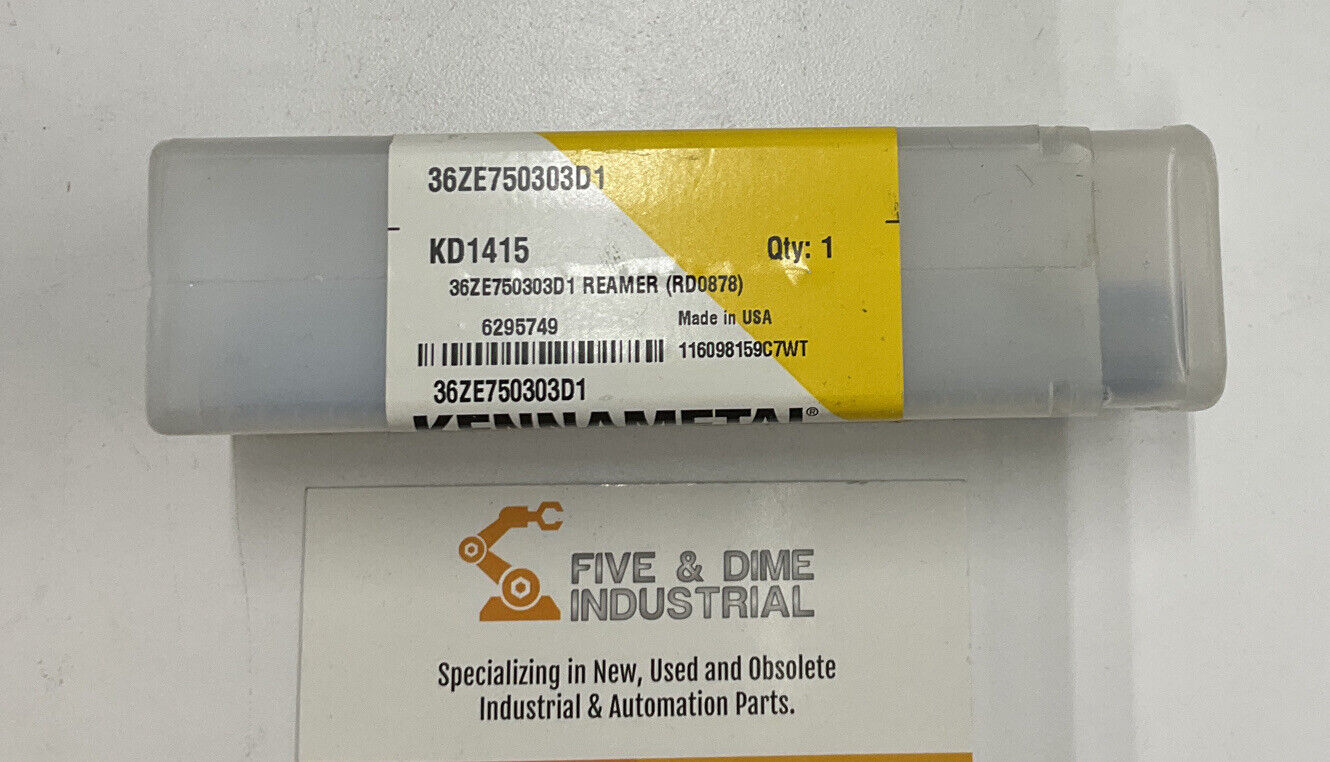 36ZE750303D1
KD1415 Qty: 1
36ZE750303D1 REAMER (RD0878)
6295749 Made in USA
116098159C7WT
36ZE750303D1
KENNAMETAL®
FIVE & DIME
INDUSTRIAL
Specializing in New, Used and Obsolete
Industrial & Automation Parts.